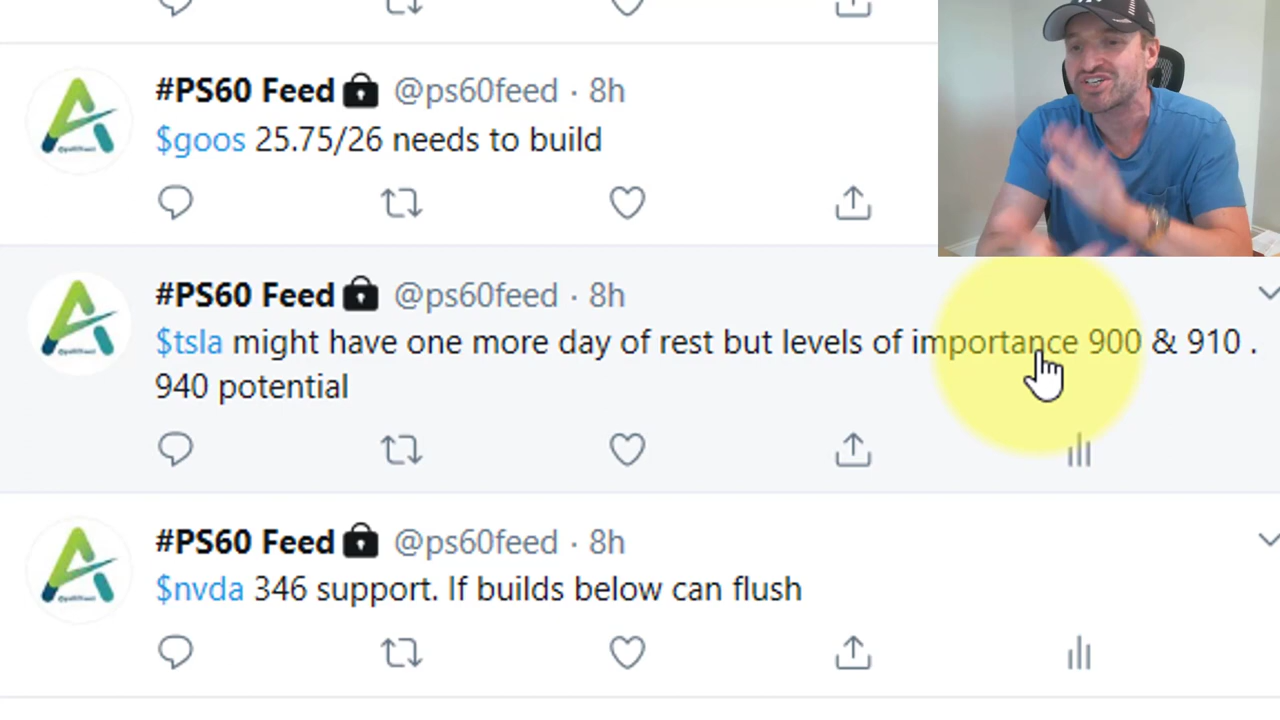 #PS60 Feed @ps60feed · 8h
$goos 25.75/26 needs to build
#PS60 Feed @ps60feed · 8h
$tsla might have one more day of rest but levels of importance 900 & 910 .
940 potential
#PS60 Feed @ps60feed · 8h
$nvda 346 support. If builds below can flush